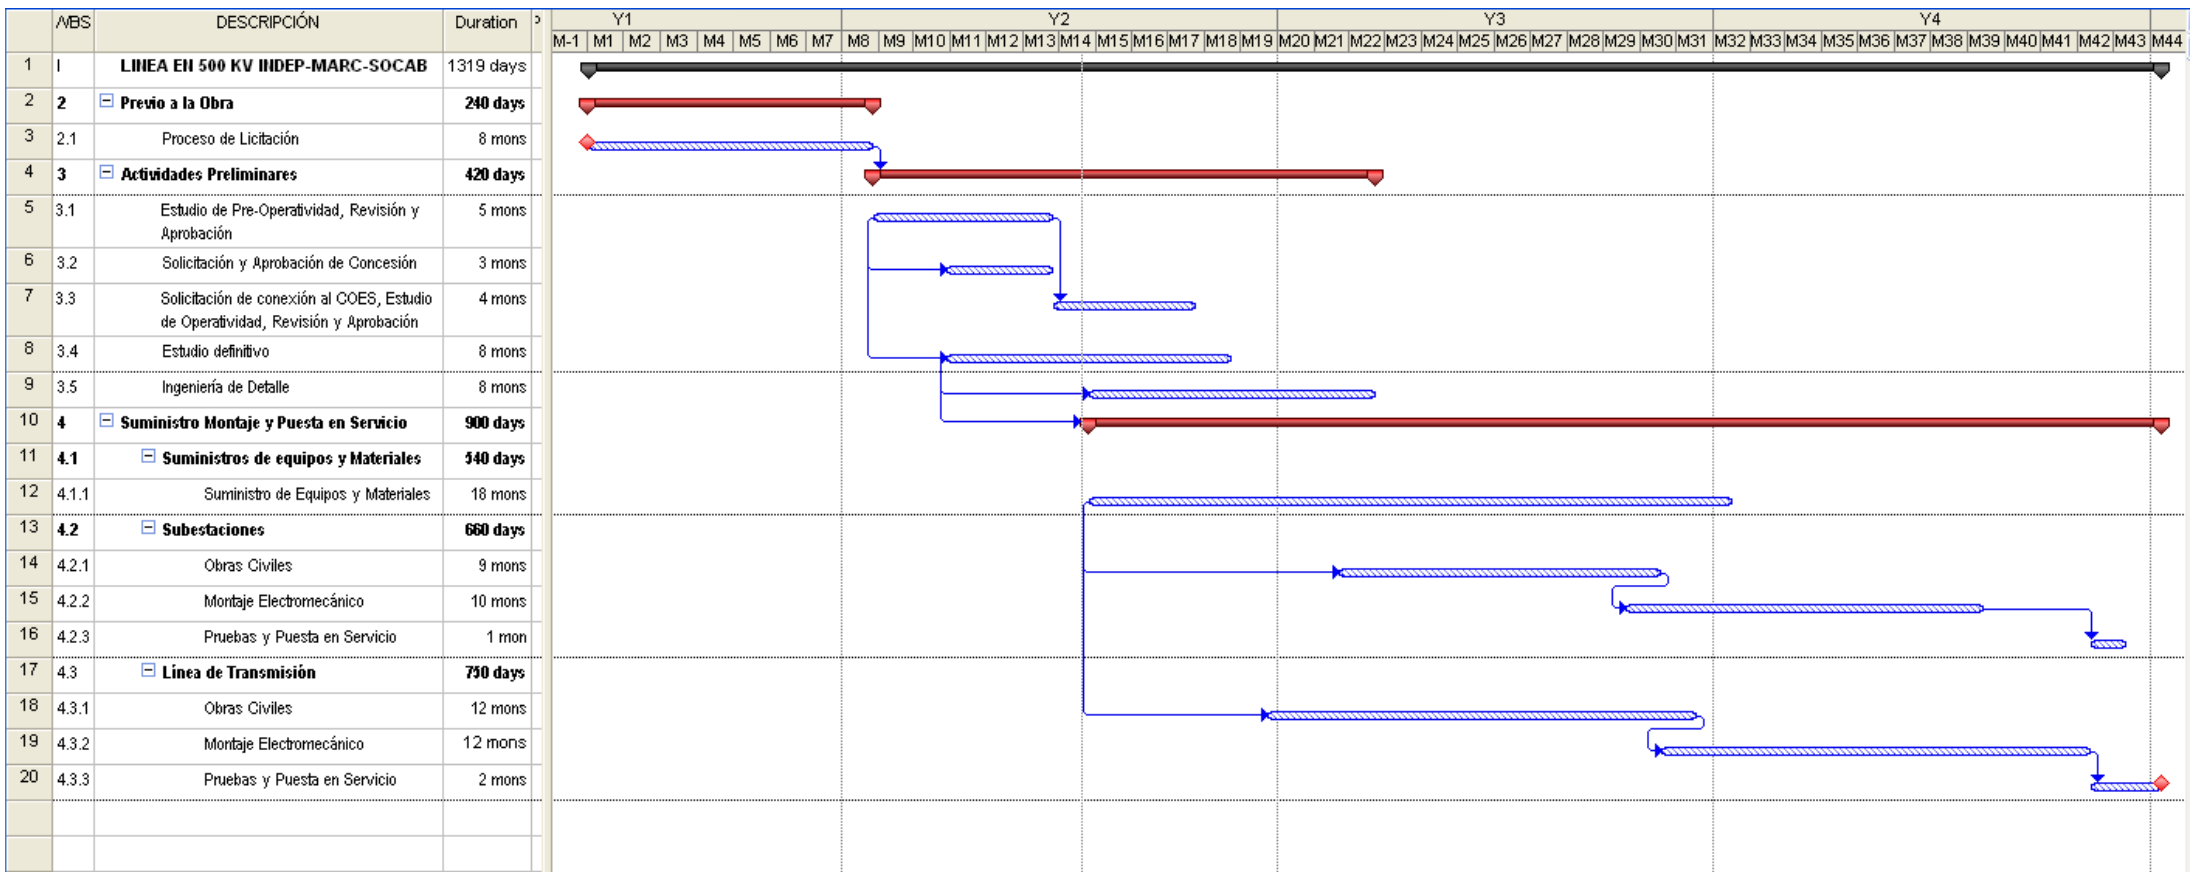 WBS DESCRIPCIÓN Duration P Y1 Y2 Y3 Y4
M-1 M1 M2 M3 M4 M5 M6 M7 M8 M9 M10 M11 M12 M13 M14 M15 M16 M17 M18 M19 M20 M21 M22 M23 M24 M25 M26 M27 M28 M29 M30 M31 M32 M33 M34 M35 M36 M37 M38 M39 M40 M41 M42 M43 M44
1 I LINEA EN 500 KV INDEP-MARC-SOCAB 1319 days
2 2 Previo a la Obra 240 days
3 2.1 Proceso de Licitación 8 mons
4 3 Actividades Preliminares 420 days
5 3.1 Estudio de Pre-Operatividad, Revisión y 5 mons
Aprobación
6 3.2 Solicitación y Aprobación de Concesión 3 mons
7 3.3 Solicitación de conexión al COES, Estudio 4 mons
de Operatividad, Revisión y Aprobación
8 3.4 Estudio definitivo 8 mons
9 3.5 Ingeniería de Detalle 8 mons
10 4 Suministro Montaje y Puesta en Servicio 900 days
11 4.1 Suministros de equipos y Materiales 540 days
12 4.1.1 Suministro de Equipos y Materiales 18 mons
13 4.2 Subestaciones 660 days
14 4.2.1 Obras Civiles 9 mons
15 4.2.2 Montaje Electromecánico 10 mons
16 4.2.3 Pruebas y Puesta en Servicio 1 mon
17 4.3 Línea de Transmisión 750 days
18 4.3.1 Obras Civiles 12 mons
19 4.3.2 Montaje Electromecánico 12 mons
20 4.3.3 Pruebas y Puesta en Servicio 2 mons